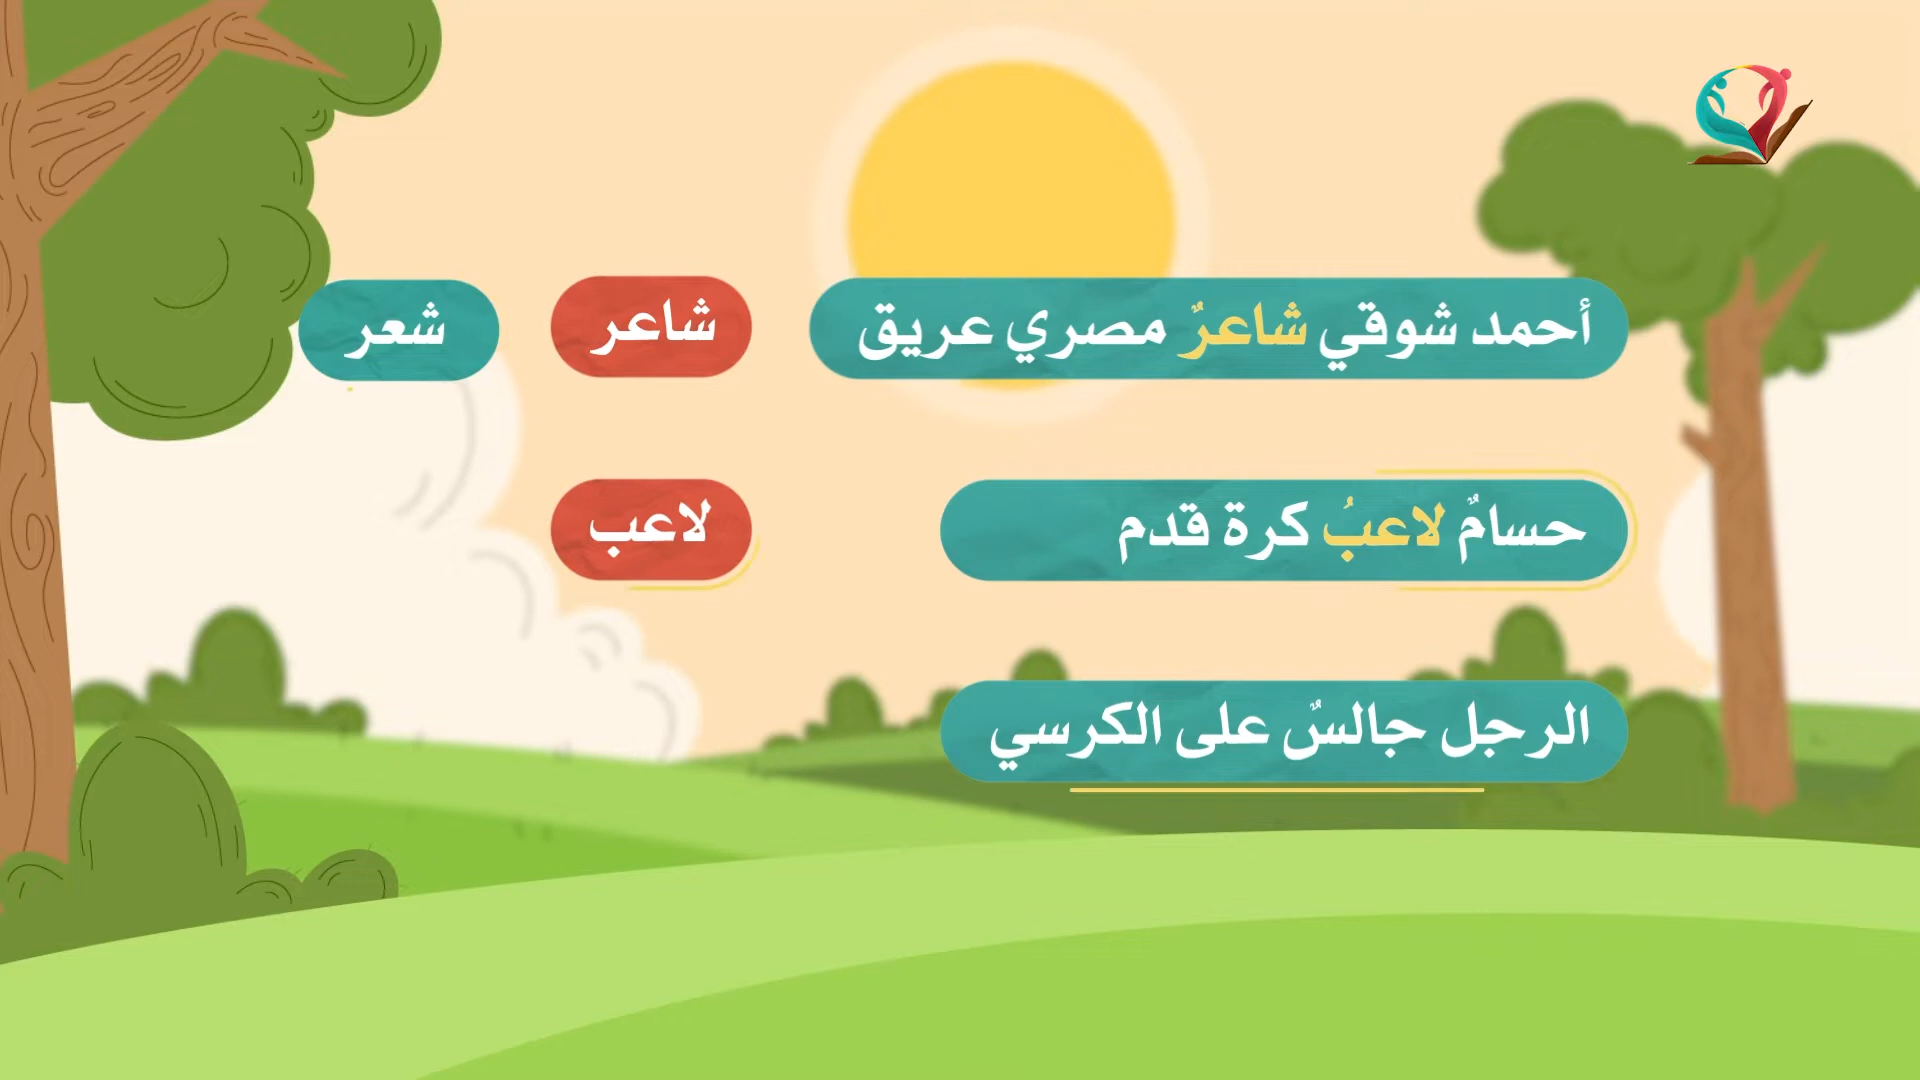 أحمد شوقي شاعرٌ مصري عريق
شاعر
شعر
حسامٌ لاعبُ كرة قدم
لاعب
الرجل جالسٌ على الكرسي